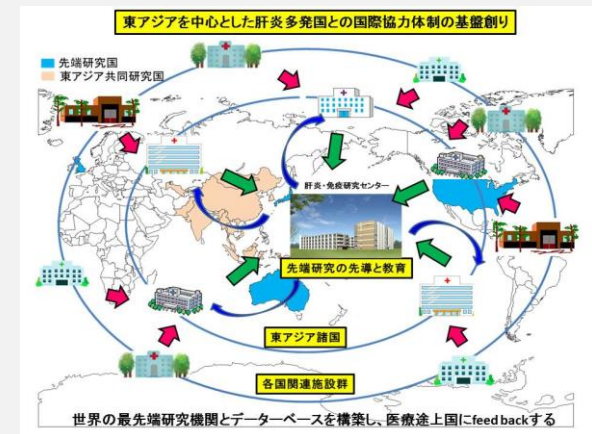 東アジアを中心とした肝炎多発国との国際協力体制の基盤創り
先端研究国
東アジア共同研究国
肝炎・免疫研究センター
先端研究の先導と教育
東アジア諸国
各国関連施設群
世界の最先端研究機関とデーターベースを構築し、医療途上国にfeed backする